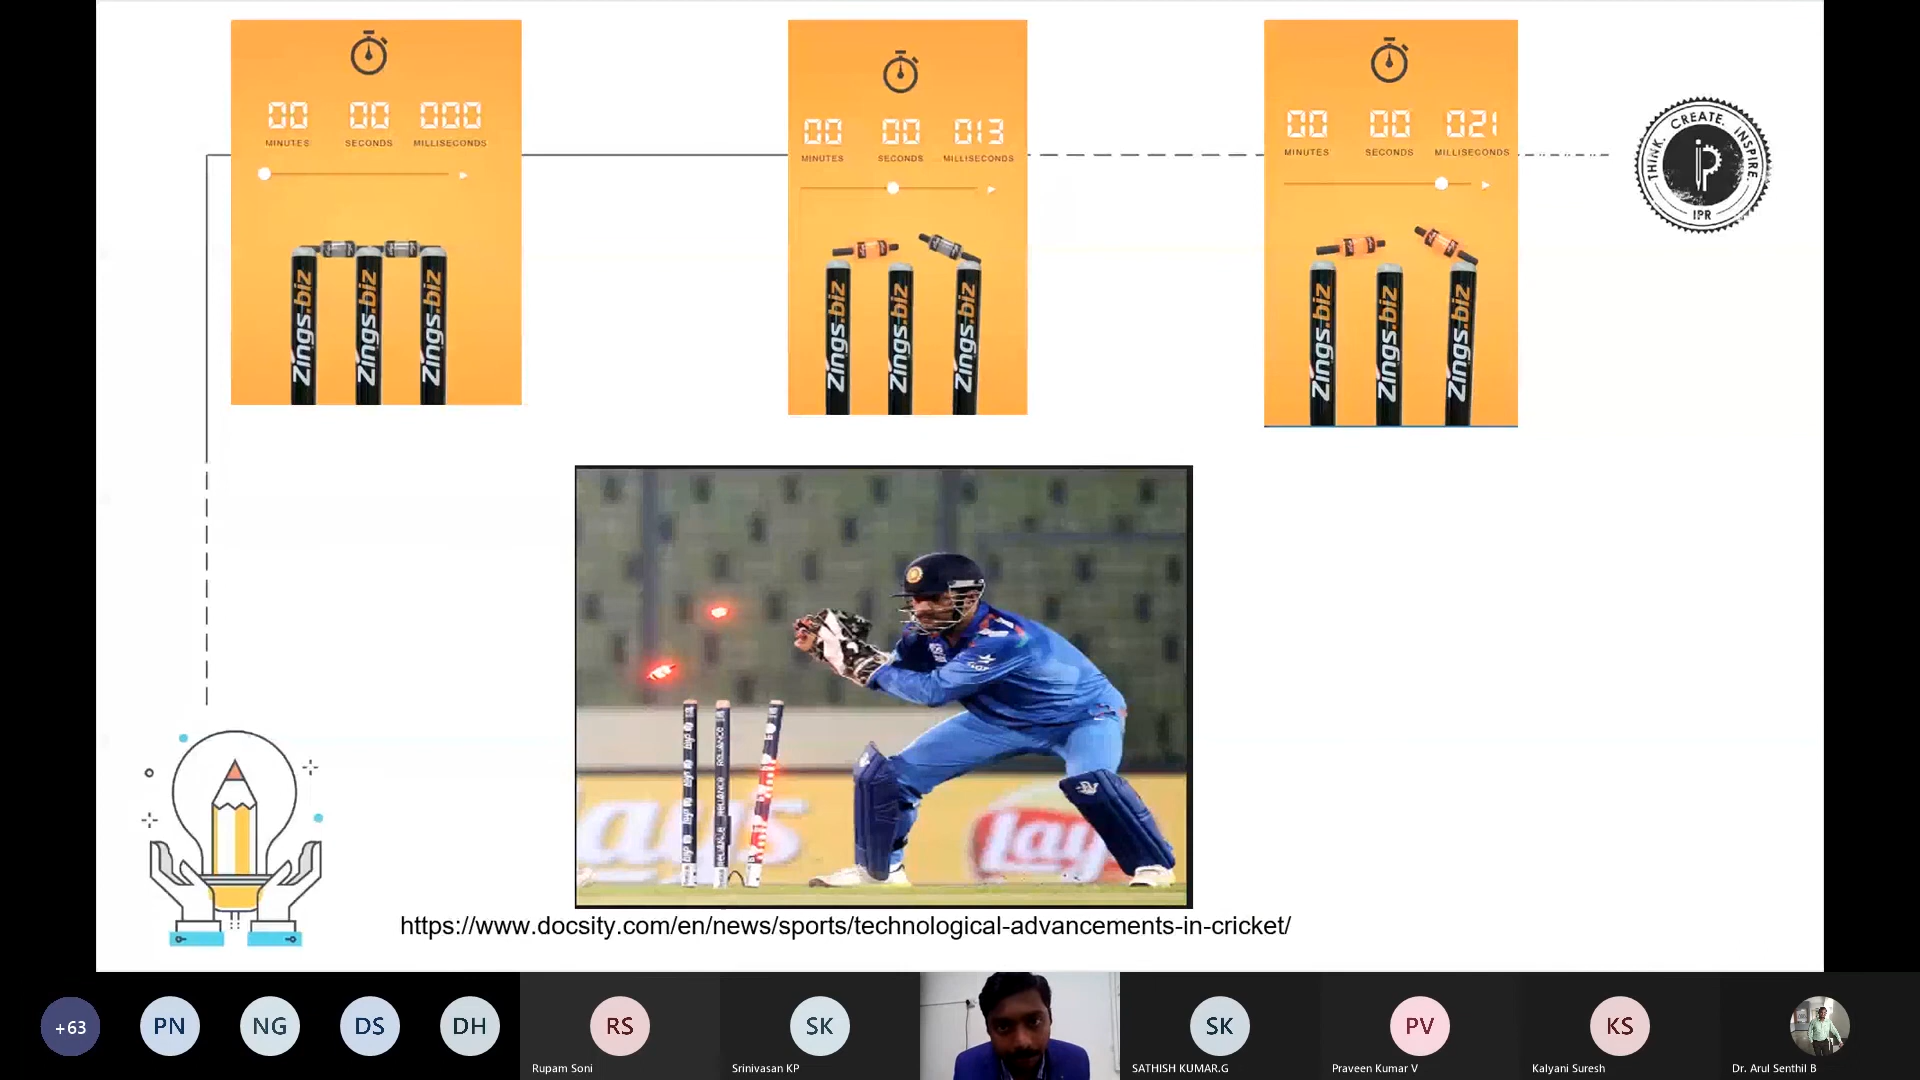 00 00 000
MINUTES SECONDS MILLISECONDS
Zings.biz Zings.biz Zings.biz
00 00 013
MINUTES SECONDS MILLISECONDS
Zings.biz Zings.biz Zings.biz
00 00 021
MINUTES SECONDS MILLISECONDS
Zings.biz Zings.biz Zings.biz
THINK. CREATE. INSPIRE.
IPR
RELIANCE
RELIANCE
Lay
https://www.docsity.com/en/news/sports/technological-advancements-in-cricket/
+63 PN NG DS DH RS SK SK PV KS
Rupam Soni Srinivasan KP SATHISH KUMAR.G Praveen Kumar V Kalyani Suresh Dr. Arul Senthil B